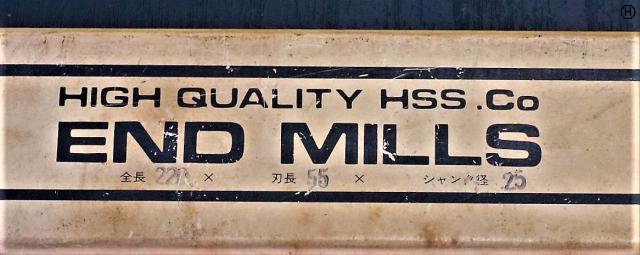 HIGH QUALITY HSS.Co
END MILLS
全長 220 × 刃長 55 × シャンク径 25